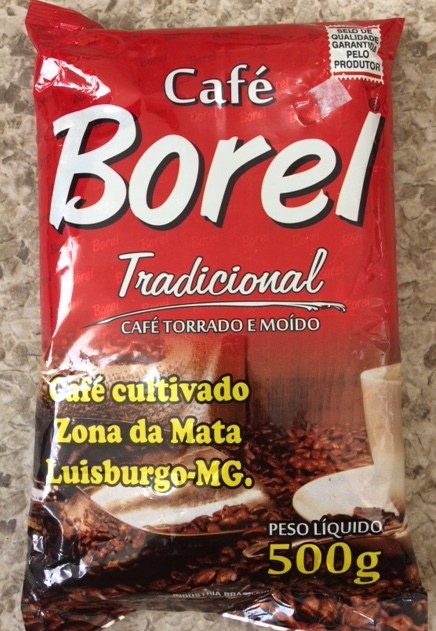 SELO DE
QUALIDADE
GARANTIDA
PELO
PRODUTOR
Café
Borel
Tradicional
CAFÉ TORRADO E MOÍDO
Café cultivado
Zona da Mata
Luisburgo-MG.
PESO LÍQUIDO
500g